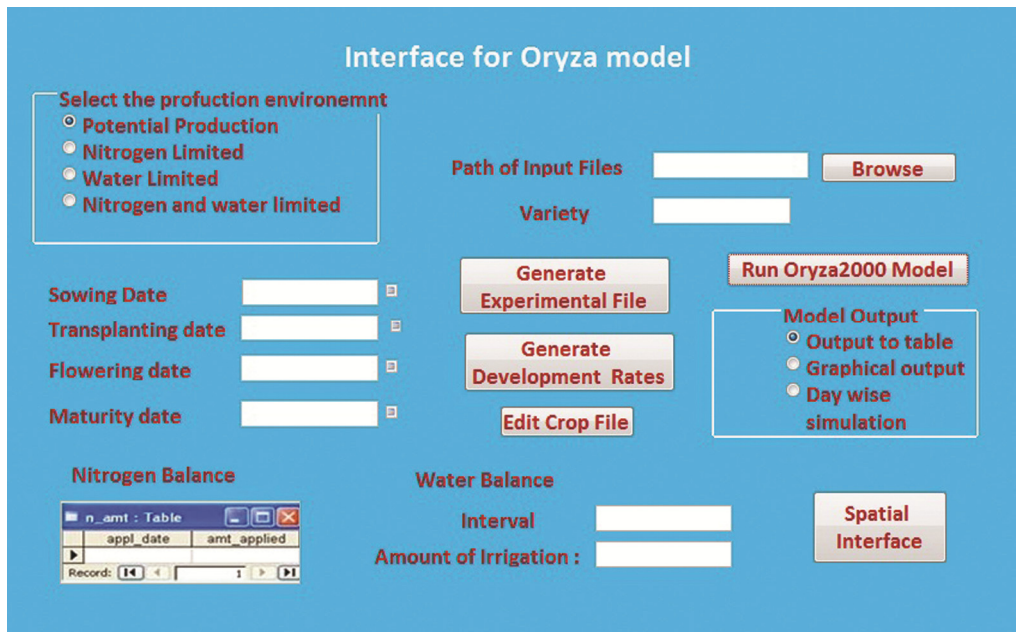 Interface for Oryza model
Select the profuction environemnt
Potential Production
Nitrogen Limited
Water Limited
Nitrogen and water limited
Path of Input Files
Browse
Variety
Sowing Date
Transplanting date
Flowering date
Maturity date
Generate
Experimental File
Generate
Development Rates
Edit Crop File
Run Oryza2000 Model
Model Output
Output to table
Graphical output
Day wise
simulation
Nitrogen Balance
n_amt : Table
appl_date amt_applied
Record: 1
Water Balance
Interval
Amount of Irrigation :
Spatial
Interface